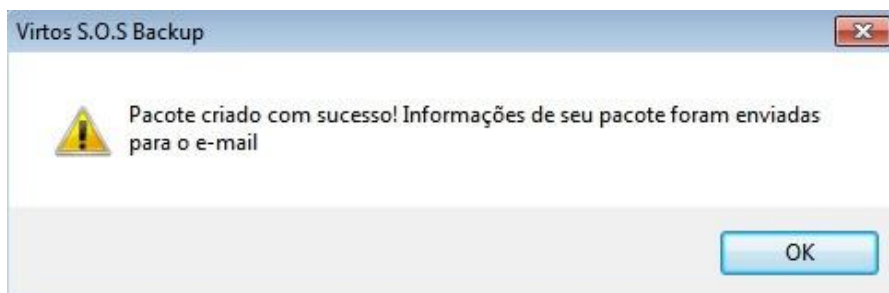 Virtos S.O.S Backup
Pacote criado com sucesso! Informações de seu pacote foram enviadas
para o e-mail
OK